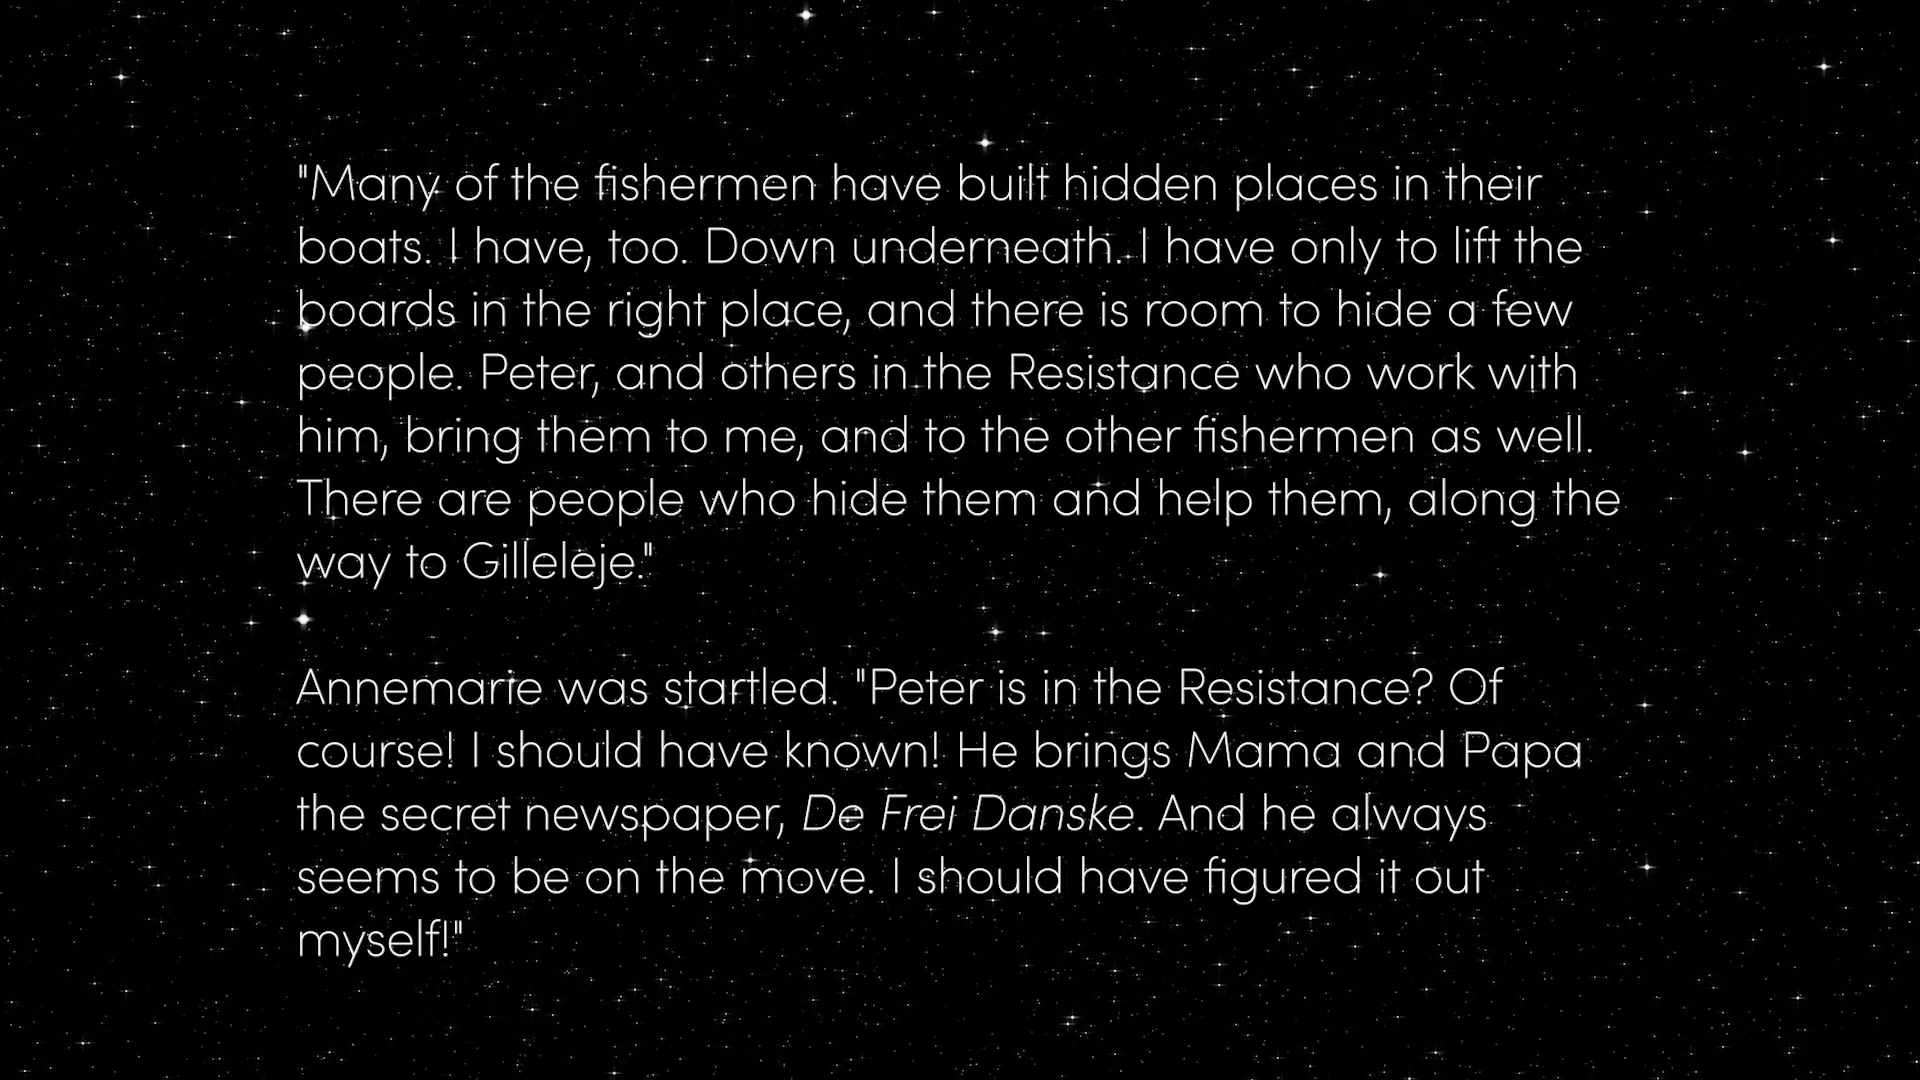 "Many of the fishermen have built hidden places in their
boats. I have, too. Down underneath. I have only to lift the
boards in the right place, and there is room to hide a few
people. Peter, and others in the Resistance who work with
him, bring them to me, and to the other fishermen as well.
There are people who hide them and help them, along the
way to Gilleleje."
Annemarie was startled. "Peter is in the Resistance? Of
course! I should have known! He brings Mama and Papa
the secret newspaper, De Frei Danske. And he always
seems to be on the move. I should have figured it out
myself!"